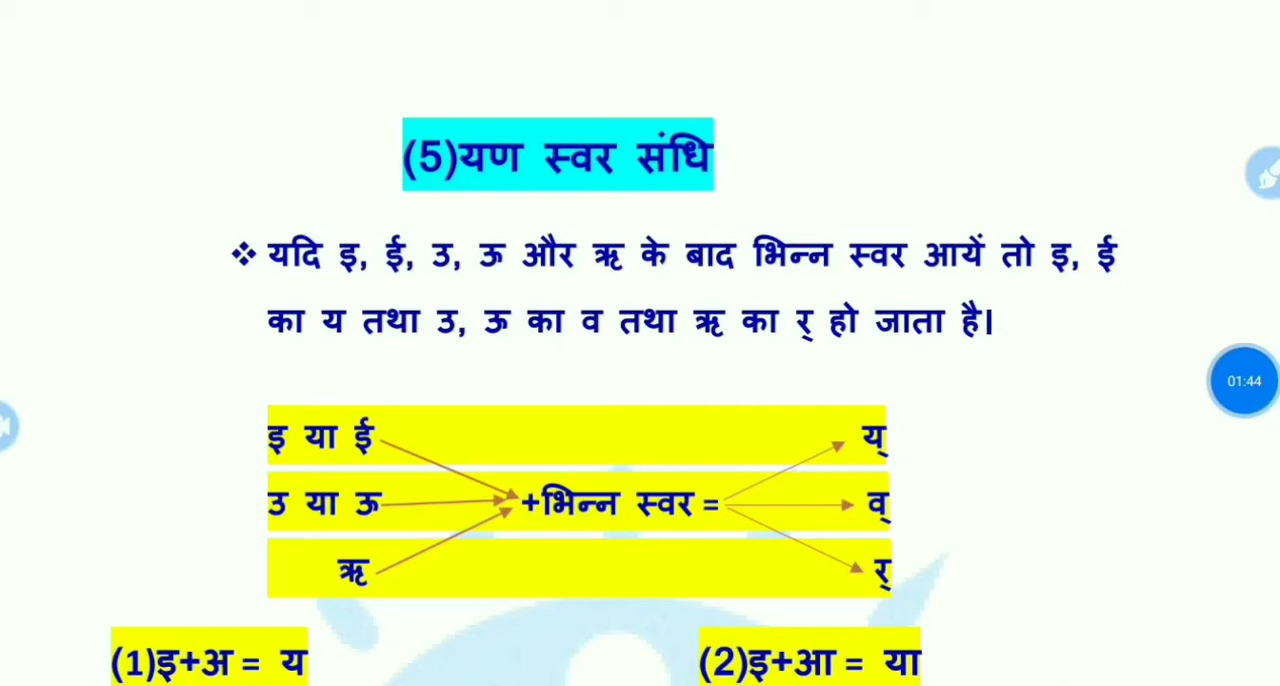 (5)यण स्वर संधि
❖ यदि इ, ई, उ, ऊ और ऋ के बाद भिन्न स्वर आयें तो इ, ई
का य तथा उ, ऊ का व तथा ऋ का र् हो जाता है।
01:44
इ या ई य्
उ या ऊ +भिन्न स्वर = व्
ऋ र्
(1)इ+अ = य (2)इ+आ = या